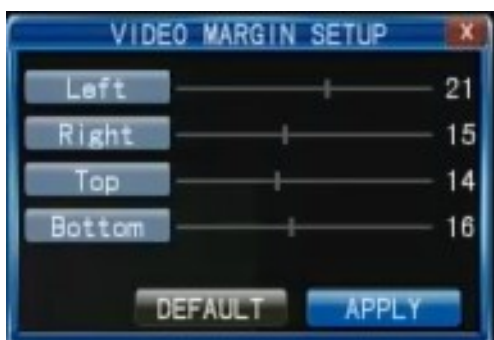 VIDEO MARGIN SETUP X
Left 21
Right 15
Top 14
Bottom 16
DEFAULT APPLY